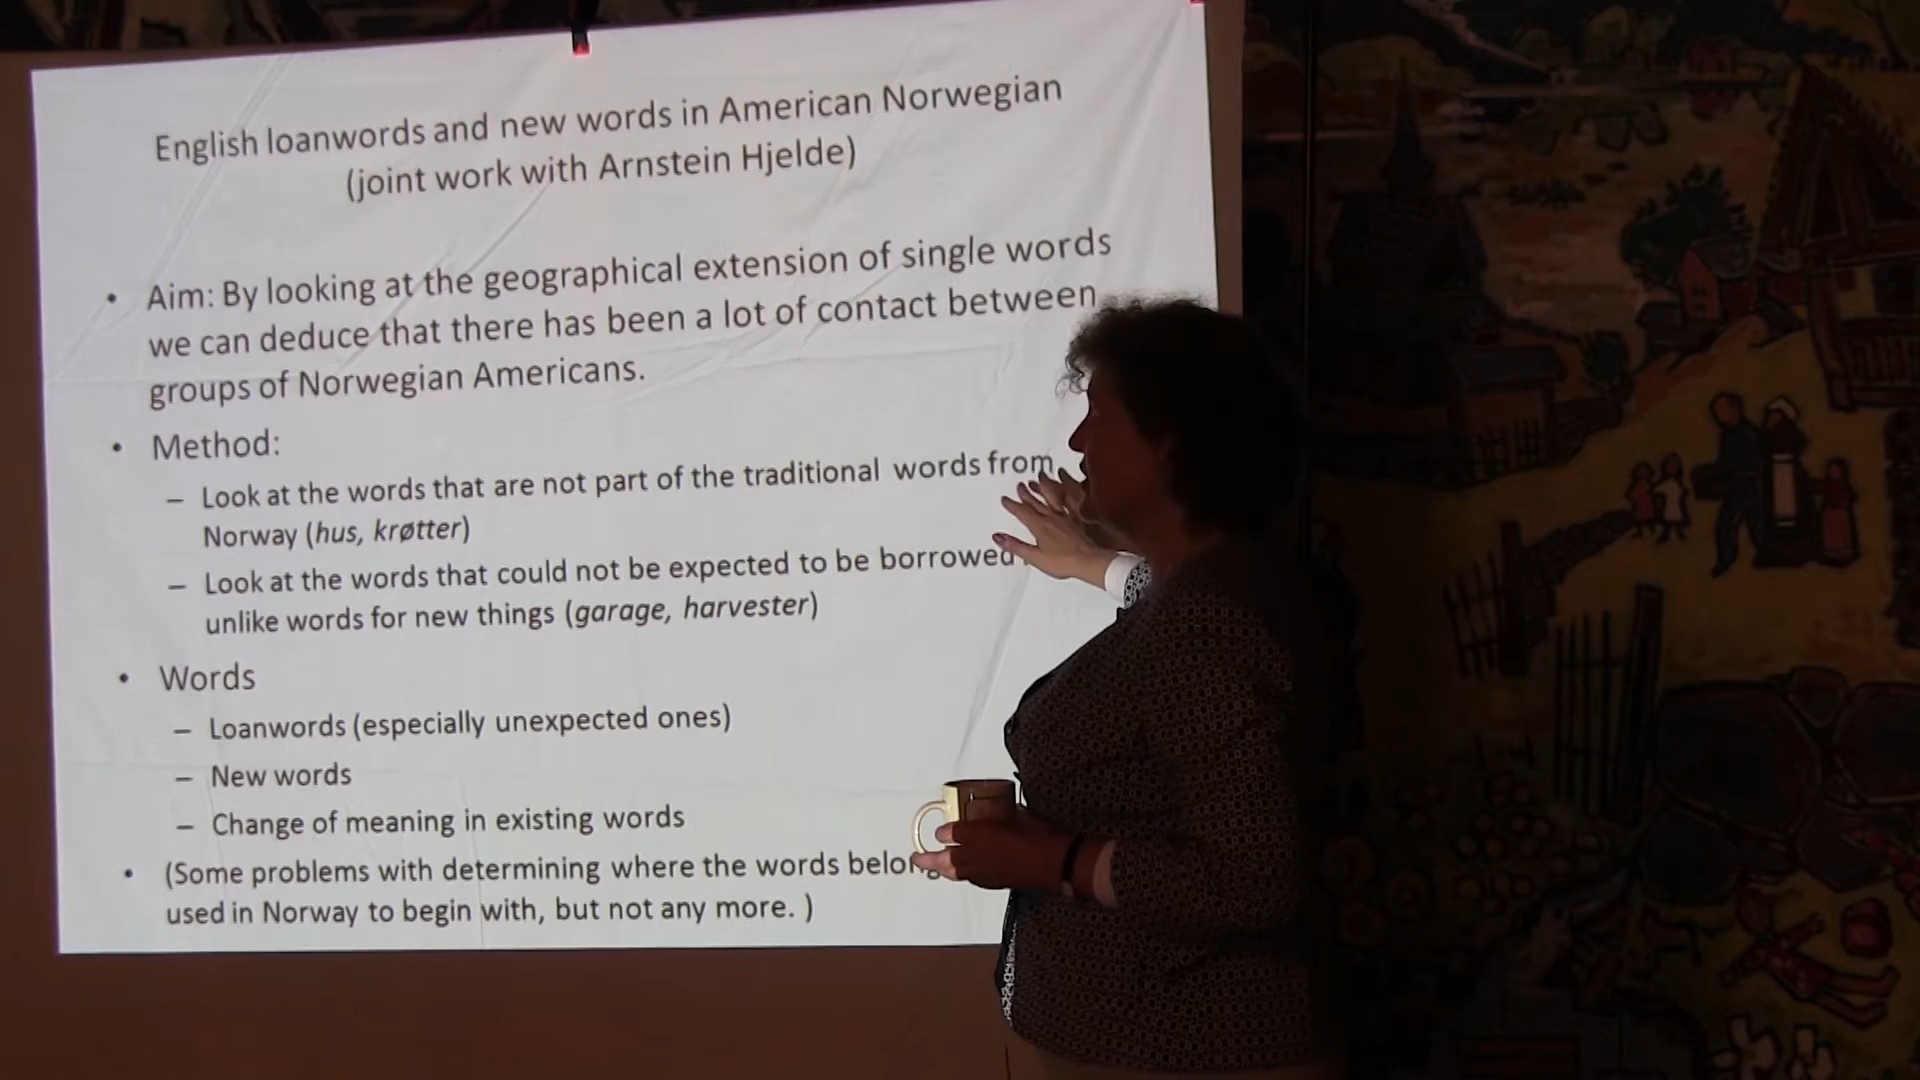 English loanwords and new words in American Norwegian
(joint work with Arnstein Hjelde)
• Aim: By looking at the geographical extension of single words
we can deduce that there has been a lot of contact between
groups of Norwegian Americans.
• Method:
– Look at the words that are not part of the traditional words from
Norway (hus, krøtter)
– Look at the words that could not be expected to be borrowed
unlike words for new things (garage, harvester)
• Words
– Loanwords (especially unexpected ones)
– New words
– Change of meaning in existing words
• (Some problems with determining where the words
used in Norway to begin with, but not any more. )